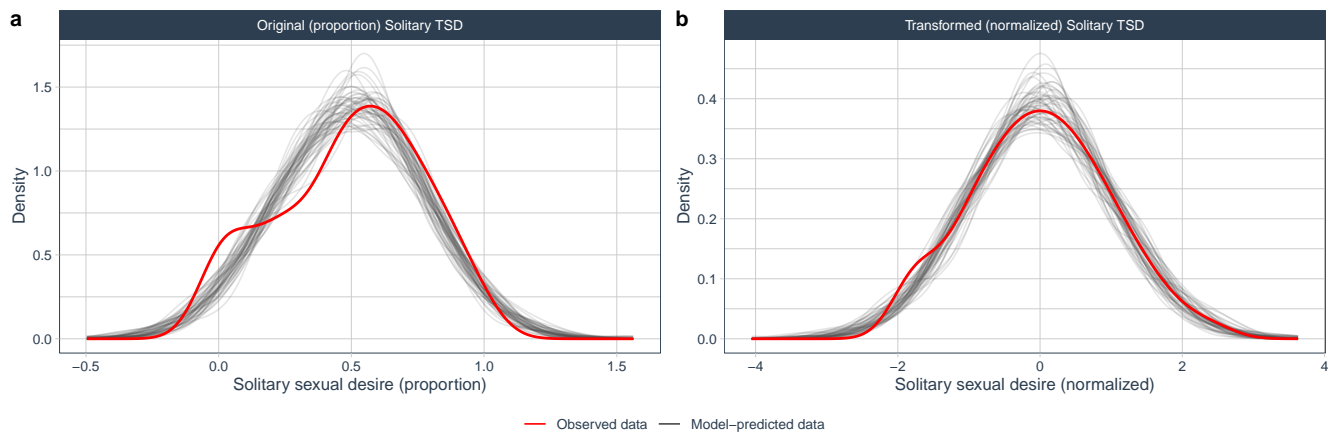 a
Original (proportion) Solitary TSD
1.5
1.0
0.5
0.0
Density
−0.5
0.0
0.5
1.0
1.5
Solitary sexual desire (proportion)
b
Transformed (normalized) Solitary TSD
0.4
0.3
0.2
0.1
0.0
Density
−4
−2
0
2
4
Solitary sexual desire (normalized)
Observed data
Model−predicted data